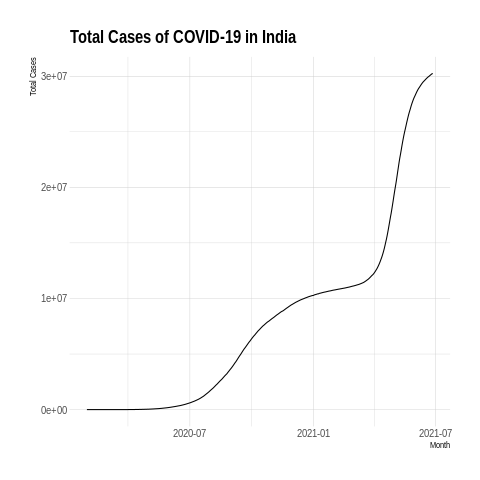 Total Cases of COVID-19 in India
Total Cases
3e+07
2e+07
1e+07
0e+00
2020-07 2021-01 2021-07
Month